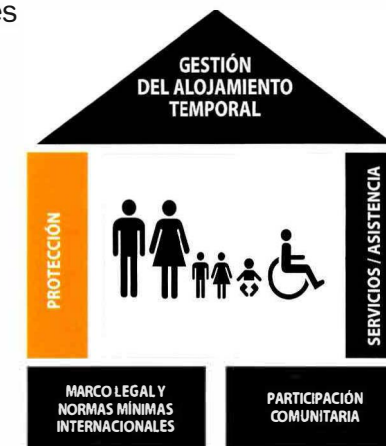 es
GESTIÓN
DEL ALOJAMIENTO
TEMPORAL
PROTECCIÓN
SERVICIOS / ASISTENCIA
MARCO LEGAL Y
NORMAS MÍNIMAS
INTERNACIONALES
PARTICIPACIÓN
COMUNITARIA